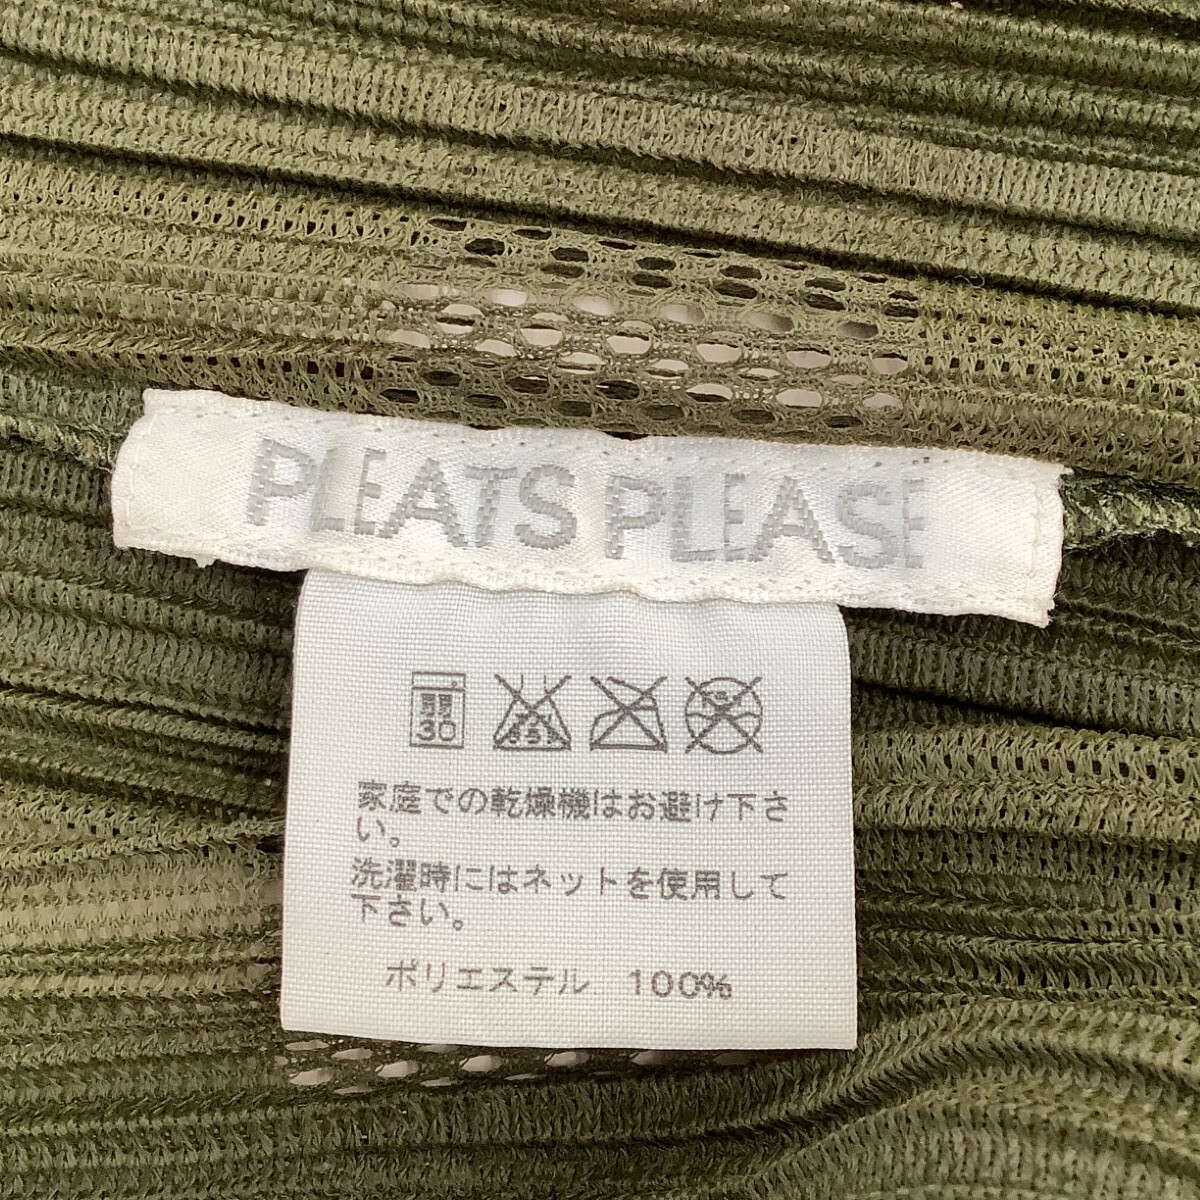 PLEATS PLEASE
30
家庭での乾燥機はお避け下さ
い。
洗濯時にはネットを使用して
下さい。
ポリエステル 100%